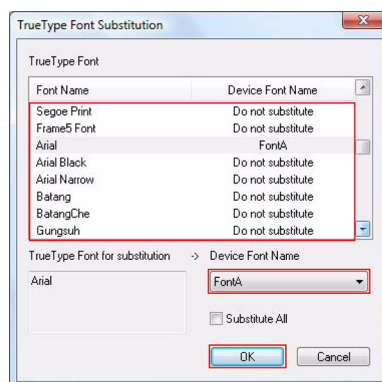 TrueType Font Substitution
TrueType Font
Font Name Device Font Name
Segoe Print Do not substitute
Frame5 Font Do not substitute
Arial FontA
Arial Black Do not substitute
Arial Narrow Do not substitute
Batang Do not substitute
BatangChe Do not substitute
Gungsuh Do not substitute
TrueType Font for substitution -> Device Font Name
Arial FontA
Substitute All
OK Cancel